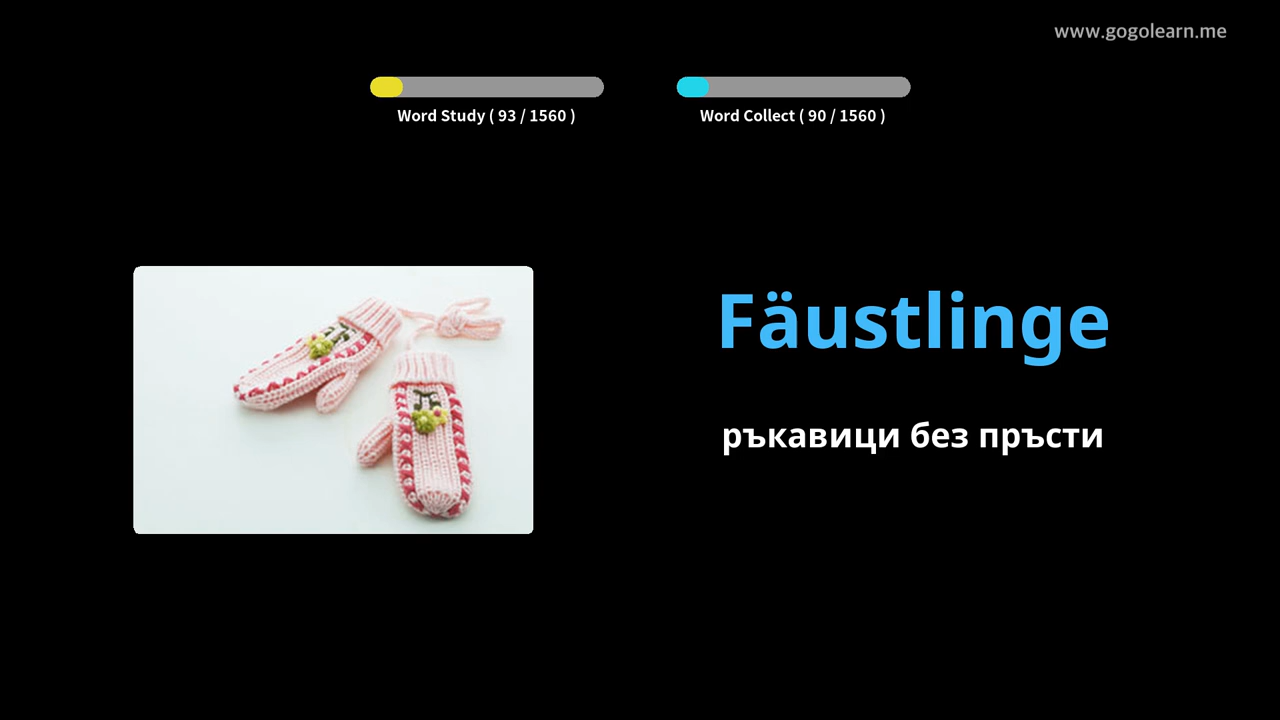 www.gogolearn.me
Word Study ( 93 / 1560 )
Word Collect ( 90 / 1560 )
Fäustlinge
ръкавици без пръсти